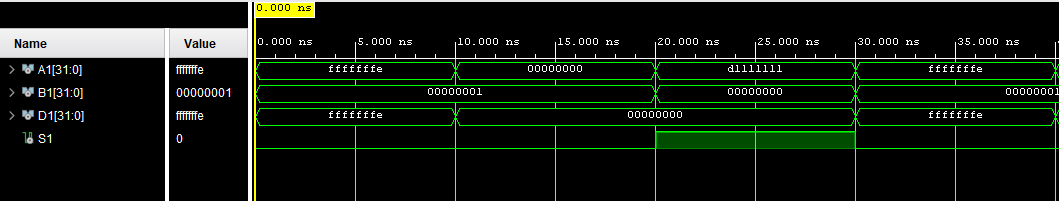 0.000 ns
Name Value
0.000 ns 5.000 ns 10.000 ns 15.000 ns 20.000 ns 25.000 ns 30.000 ns 35.000 ns
A1[31:0] fffffffe fffffffe 00000000 d1111111 fffffffe
B1[31:0] 00000001 00000001 00000000 00000001
D1[31:0] fffffffe fffffffe 00000000 fffffffe
S1 0